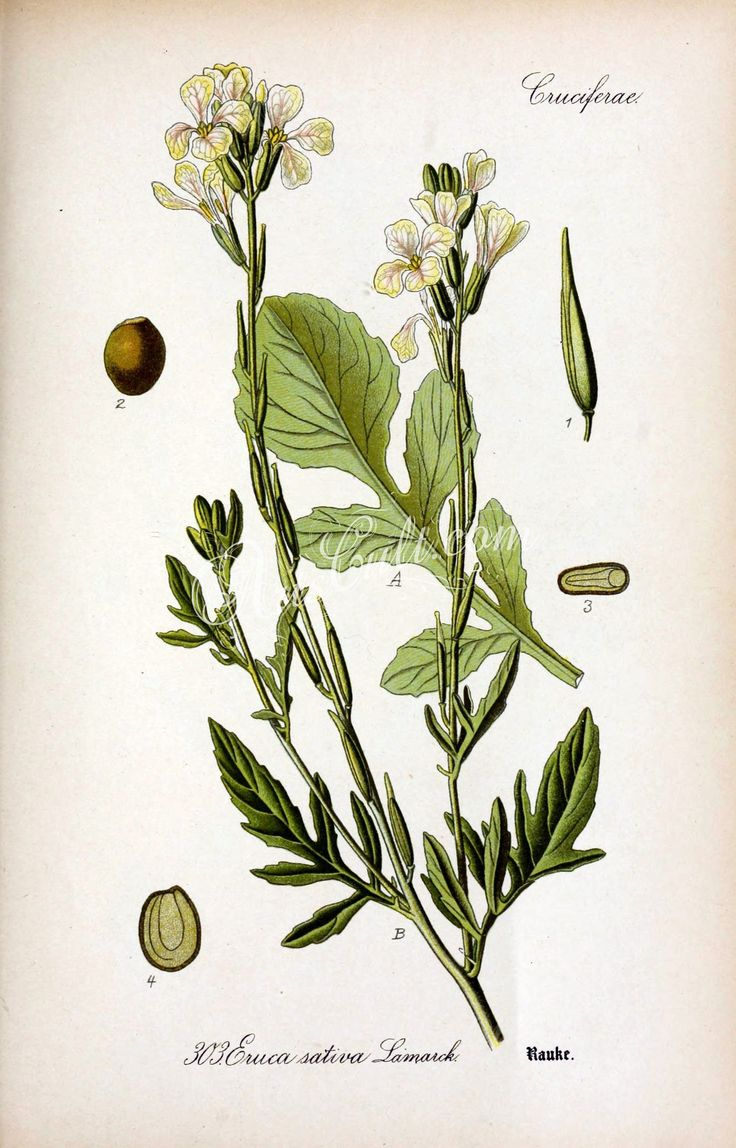 Cruciferae.
2
1
A
3
B
4
303. Eruca sativa Lamarck.
Rauke.